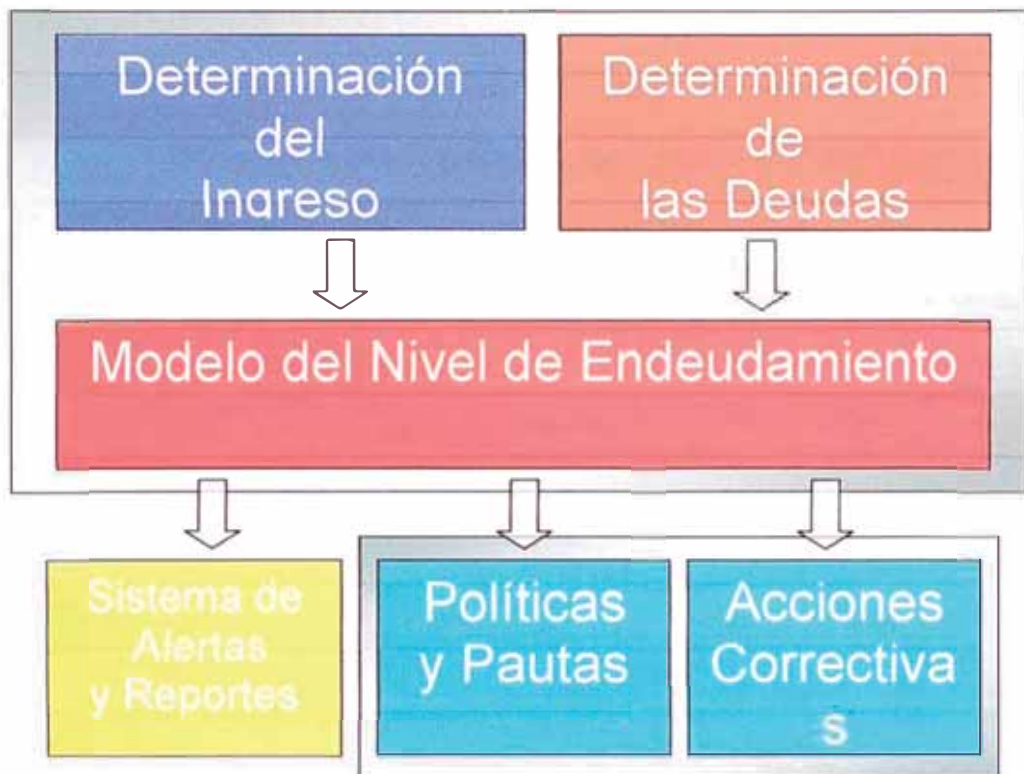 Determinación
del
Ingreso
Determinación
de
las Deudas
Modelo del Nivel de Endeudamiento
Sistema de
Alertas
y Reportes
Políticas
y Pautas
Acciones
Correctiva
s